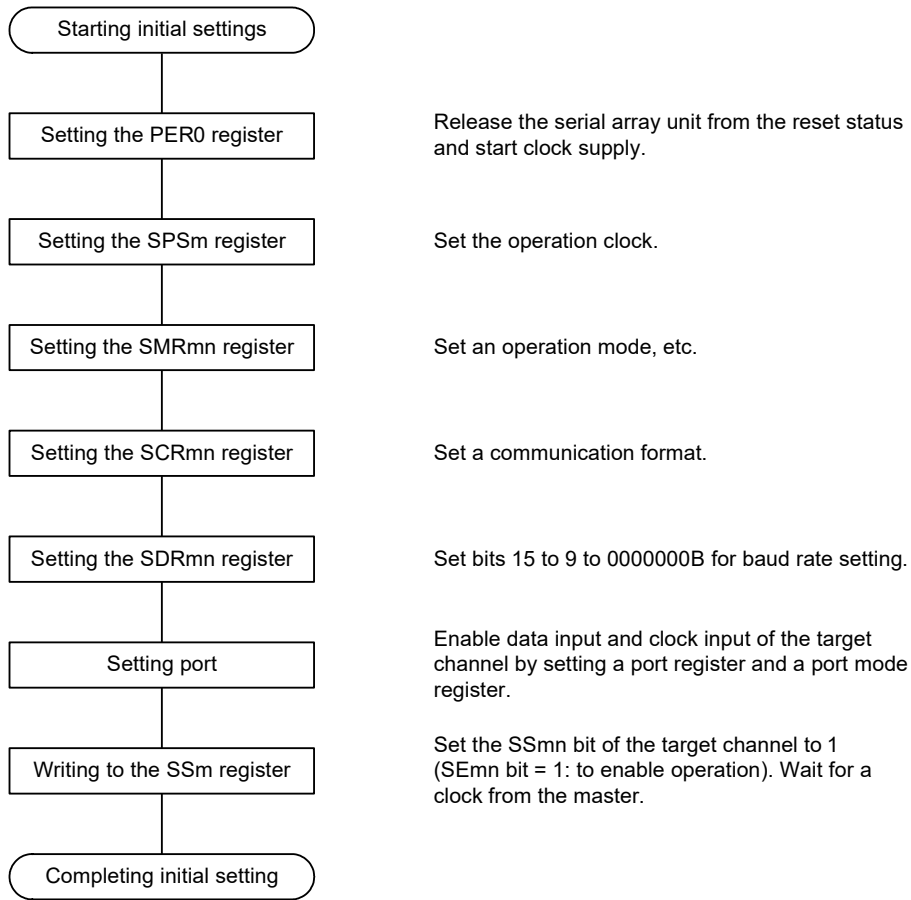 Starting initial settings
Setting the PER0 register
Release the serial array unit from the reset status
and start clock supply.
Setting the SPSm register
Set the operation clock.
Setting the SMRmn register
Set an operation mode, etc.
Setting the SCRmn register
Set a communication format.
Setting the SDRmn register
Set bits 15 to 9 to 0000000B for baud rate setting.
Setting port
Enable data input and clock input of the target
channel by setting a port register and a port mode
register.
Writing to the SSm register
Set the SSmn bit of the target channel to 1
(SEmn bit = 1: to enable operation). Wait for a
clock from the master.
Completing initial setting